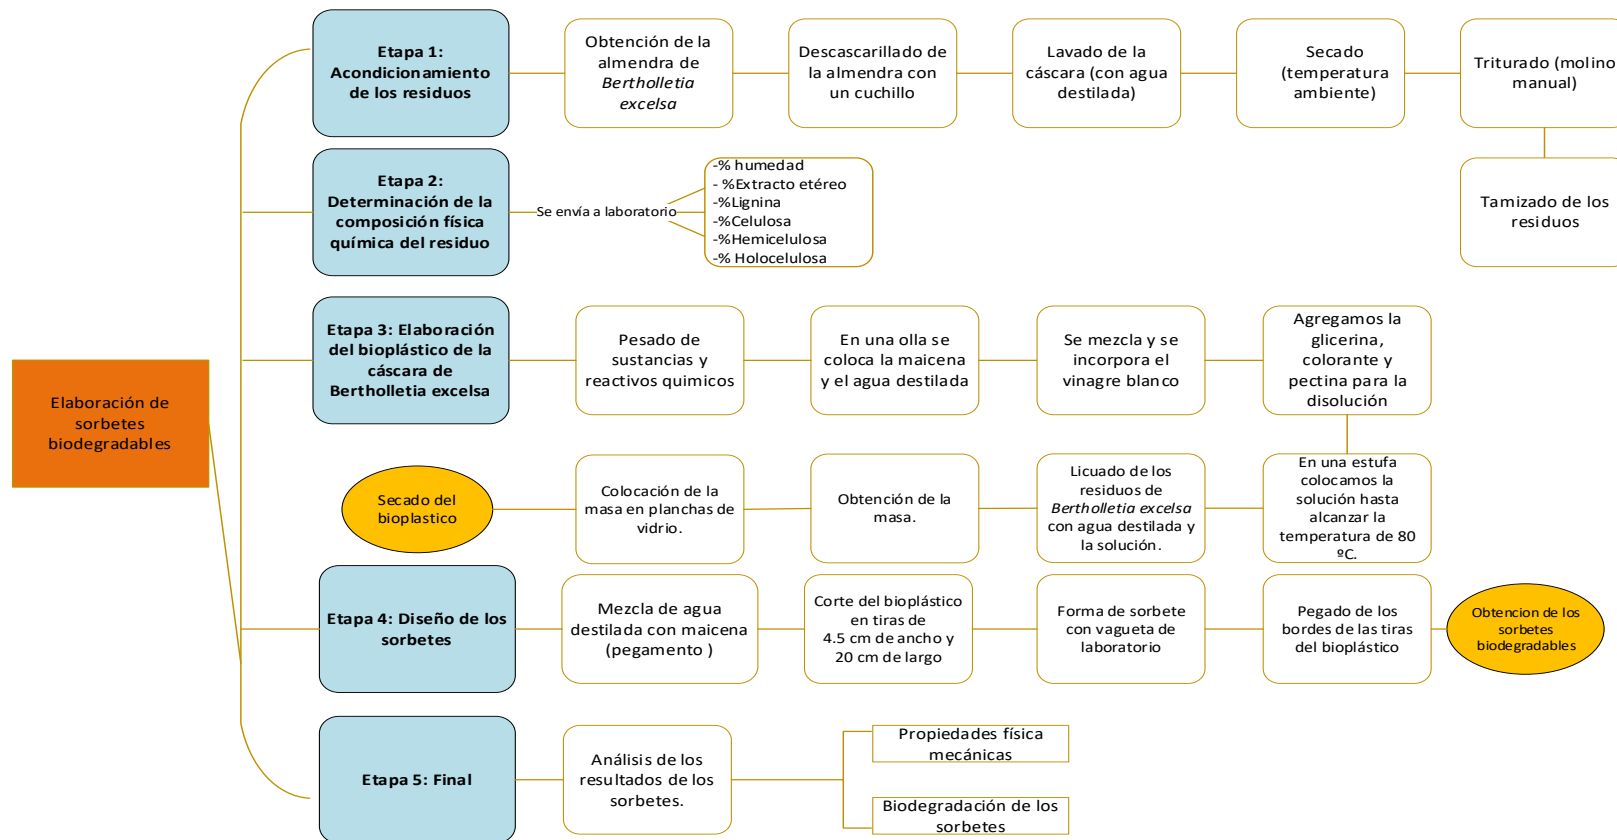 Elaboración de
sorbetes
biodegradables
Etapa 1:
Acondicionamiento
de los residuos
Obtención de la
almendra de
Bertholletia
excelsa
Descascarillado de
la almendra con
un cuchillo
Lavado de la
cáscara (con agua
destilada)
Secado
(temperatura
ambiente)
Triturado (molino
manual)
Tamizado de los
residuos
Etapa 2:
Determinación de la
composición física
química del residuo
Se envía a laboratorio
-% humedad
- %Extracto etéreo
-%Lignina
-%Celulosa
-%Hemicelulosa
-% Holocelulosa
Etapa 3: Elaboración
del bioplástico de la
cáscara de
Bertholletia excelsa
Pesado de
sustancias y
reactivos quimicos
En una olla se
coloca la maicena
y el agua destilada
Se mezcla y se
incorpora el
vinagre blanco
Agregamos la
glicerina,
colorante y
pectina para la
disolución
En una estufa
colocamos la
solución hasta
alcanzar la
temperatura de 80
ºC.
Licuado de los
residuos de
Bertholletia excelsa
con agua destilada y
la solución.
Obtención de la
masa.
Colocación de la
masa en planchas de
vidrio.
Secado del
bioplastico
Etapa 4: Diseño de los
sorbetes
Mezcla de agua
destilada con maicena
(pegamento )
Corte del bioplástico
en tiras de
4.5 cm de ancho y
20 cm de largo
Forma de sorbete
con vagueta de
laboratorio
Pegado de los
bordes de las tiras
del bioplástico
Obtencion de los
sorbetes
biodegradables
Etapa 5: Final
Análisis de los
resultados de los
sorbetes.
Propiedades física
mecánicas
Biodegradación de los
sorbetes